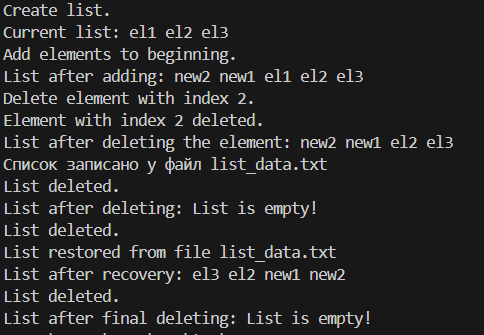 Create list.
Current list: el1 el2 el3
Add elements to beginning.
List after adding: new2 new1 el1 el2 el3
Delete element with index 2.
Element with index 2 deleted.
List after deleting the element: new2 new1 el2 el3
Список записано у файл list_data.txt
List deleted.
List after deleting: List is empty!
List deleted.
List restored from file list_data.txt
List after recovery: el3 el2 new1 new2
List deleted.
List after final deleting: List is empty!